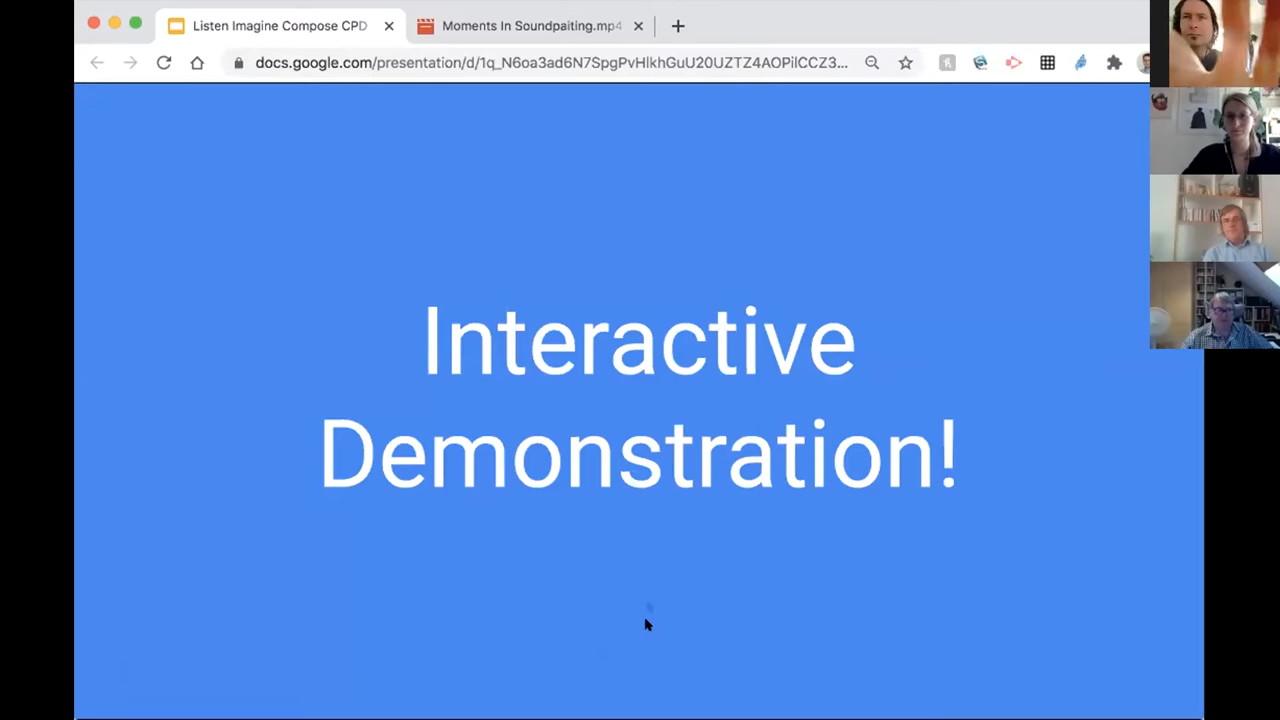 Listen Imagine Compose CPD
Moments In Soundpaiting.mp4
docs.google.com/presentation/d/1q_N6oa3ad6N7SpgPvHlkhGuU20UZTZ4AOPilCCZ3...
Interactive
Demonstration!